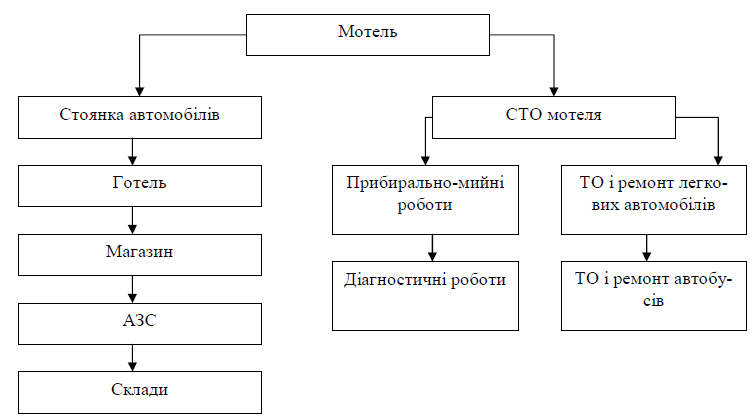 Мотель
Стоянка автомобілів
СТО мотеля
Готель
Прибирально-мийні
роботи
ТО і ремонт легко-
вих автомобілів
Магазин
Діагностичні роботи
ТО і ремонт автобу-
сів
АЗС
Склади